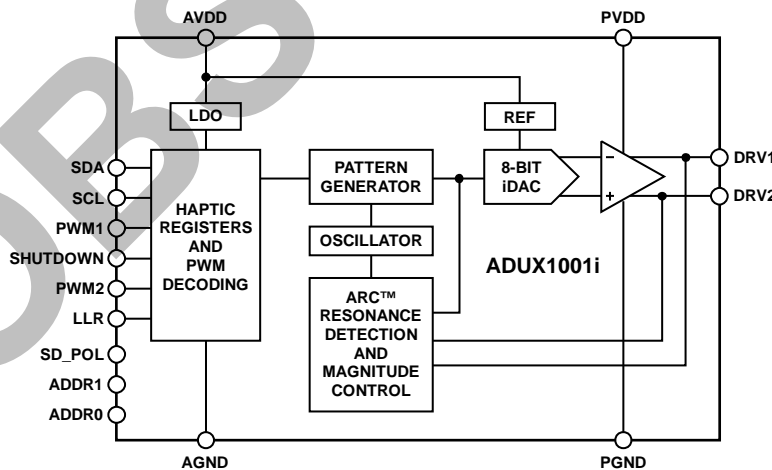 AVDD
PVDD
LDO
REF
SDA
SCL
PWM1
SHUTDOWN
PWM2
LLR
SD_POL
ADDR1
ADDR0
HAPTIC
REGISTERS
AND
PWM
DECODING
PATTERN
GENERATOR
OSCILLATOR
ARC™
RESONANCE
DETECTION
AND
MAGNITUDE
CONTROL
8-BIT
iDAC
–
+
DRV1
DRV2
ADUX1001i
AGND
PGND
OBS